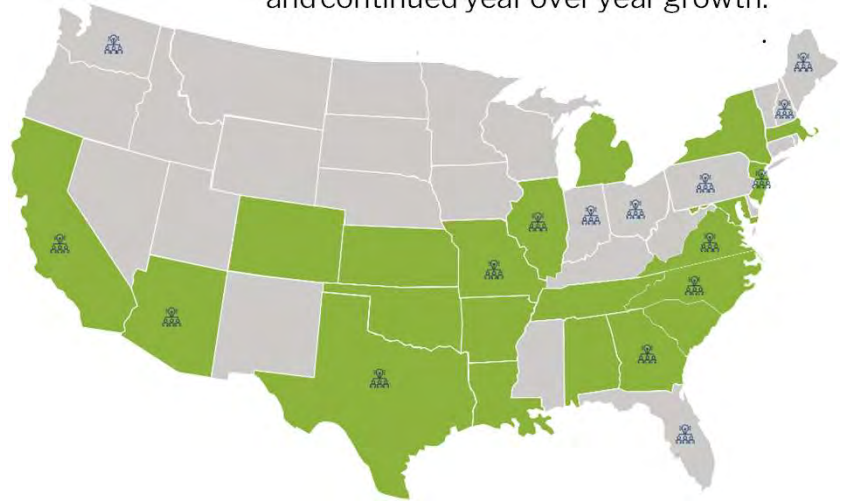 and continued year over year growth.
.